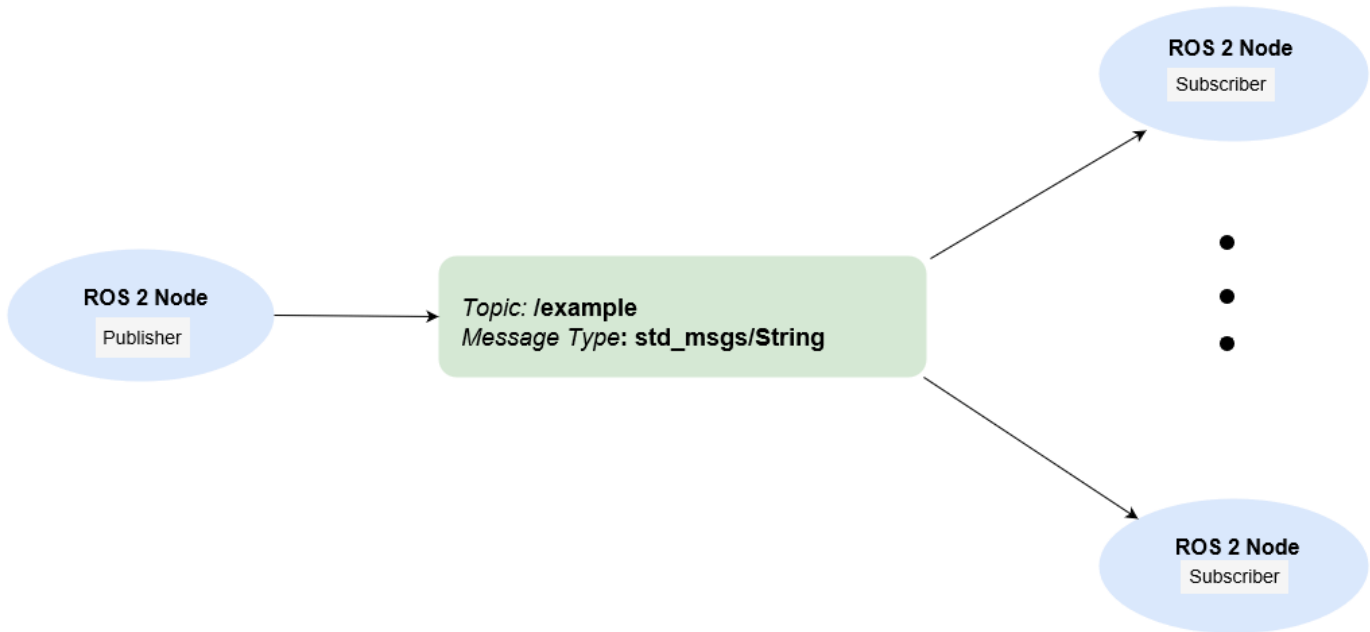 ROS 2 Node
Publisher
Topic: /example
Message Type: std_msgs/String
ROS 2 Node
Subscriber
ROS 2 Node
Subscriber